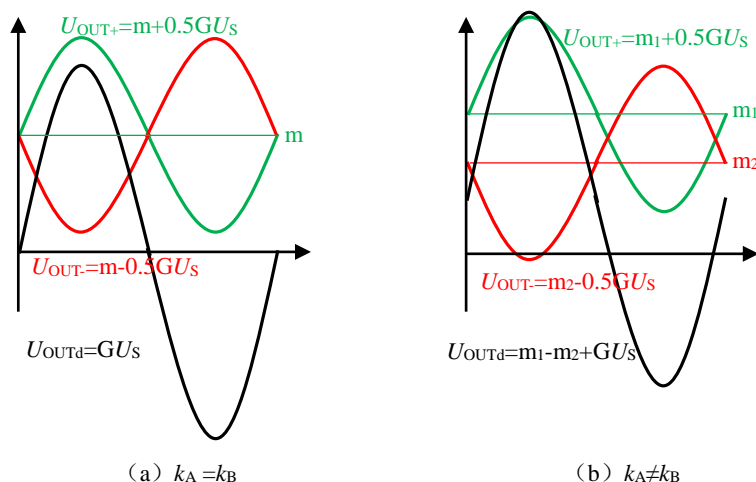 UOUT+=m+0.5GUS
m
UOUT-=m-0.5GUS
UOUTd=GUS
（a）kA =kB
UOUT+=m1+0.5GUS
m1
m2
UOUT-=m2-0.5GUS
UOUTd=m1-m2+GUS
（b）kA≠kB